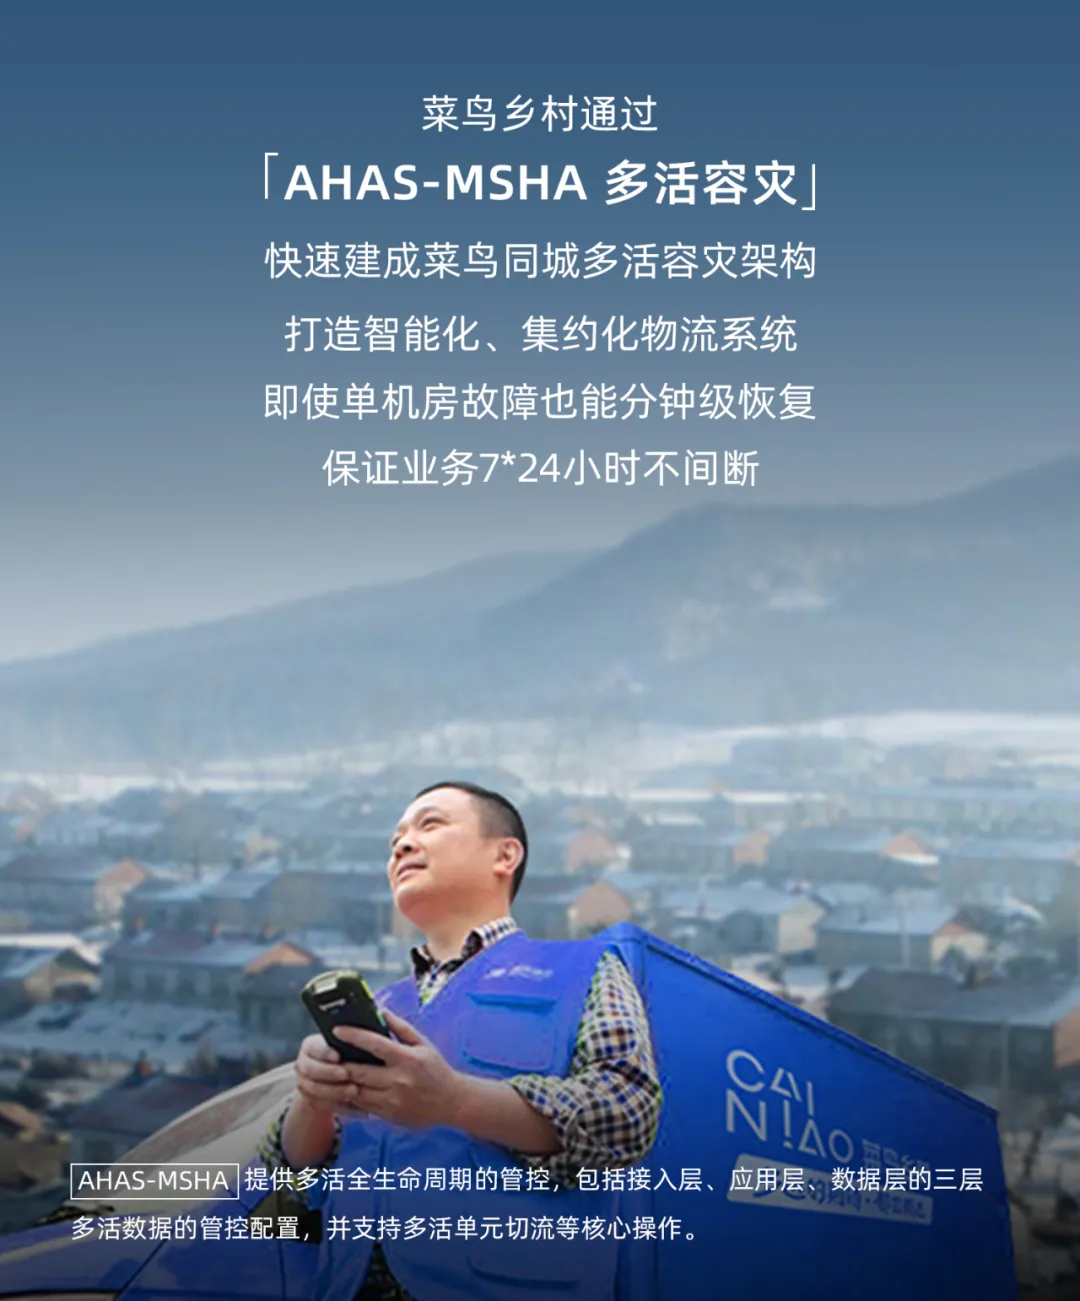 菜鸟乡村通过
「AHAS-MSHA 多活容灾」
快速建成菜鸟同城多活容灾架构
打造智能化、集约化物流系统
即使单机房故障也能分钟级恢复
保证业务7*24小时不间断
CAI
NIAO 菜鸟乡村
AHAS-MSHA 提供多活全生命周期的管控，包括接入层、应用层、数据层的三层
多活数据的管控配置，并支持多活单元切流等核心操作。